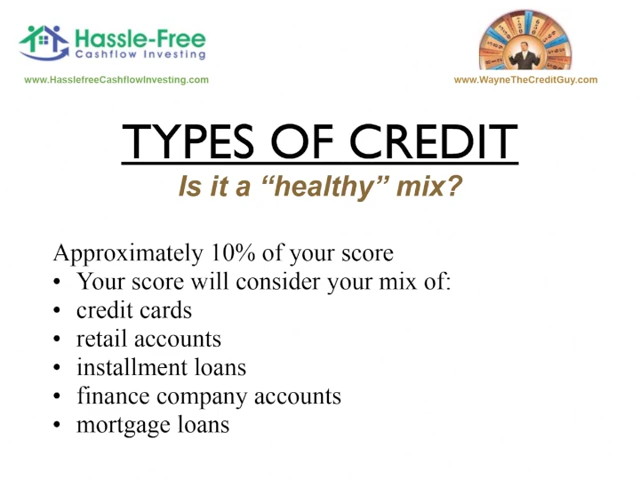 Hassle-Free
Cashflow Investing
www.HasslefreeCashflowInvesting.com
www.WayneTheCreditGuy.com
TYPES OF CREDIT
Is it a “healthy” mix?
Approximately 10% of your score
• Your score will consider your mix of:
• credit cards
• retail accounts
• installment loans
• finance company accounts
• mortgage loans